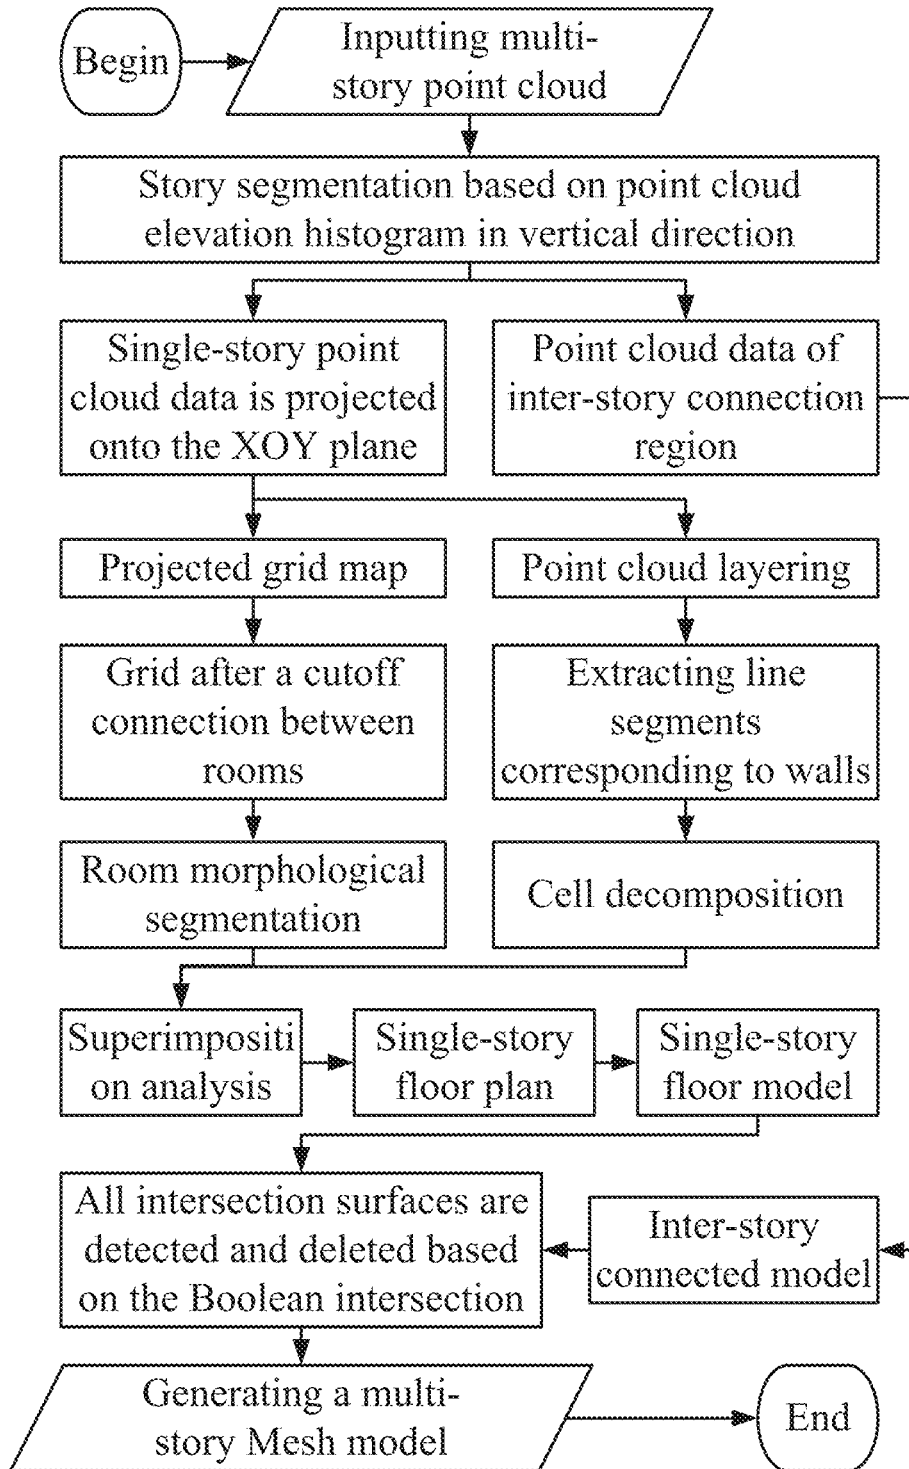 Begin
Inputting multi-
story point cloud
Story segmentation based on point cloud
elevation histogram in vertical direction
Single-story point
cloud data is projected
onto the XOY plane
Point cloud data of
inter-story connection
region
Projected grid map
Point cloud layering
Grid after a cutoff
connection between
rooms
Extracting line
segments
corresponding to walls
Room morphological
segmentation
Cell decomposition
Superimpositi
on analysis
Single-story
floor plan
Single-story
floor model
All intersection surfaces are
detected and deleted based
on the Boolean intersection
Inter-story
connected model
Generating a multi-
story Mesh model
End